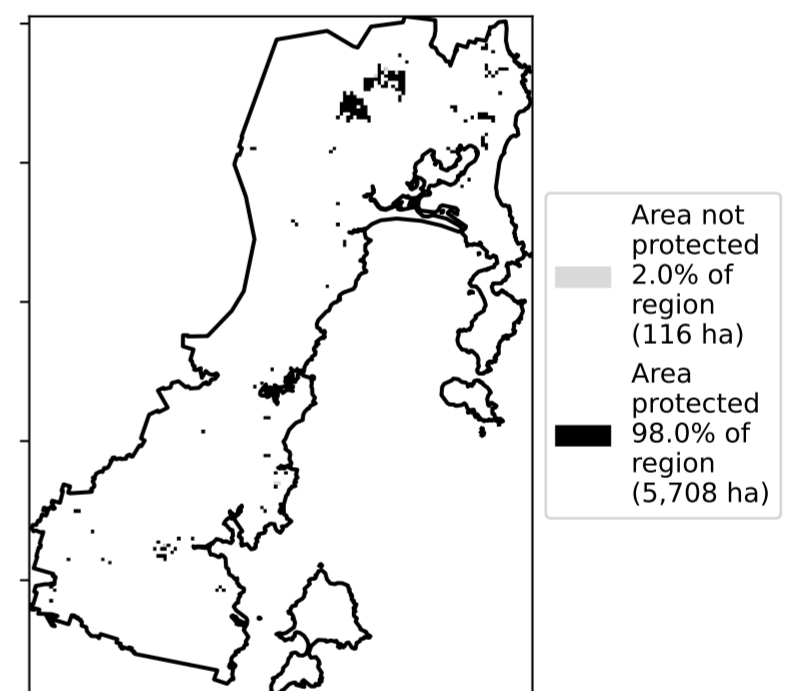 Area not
protected
2.0% of
region
(116 ha)
Area
protected
98.0% of
region
(5,708 ha)